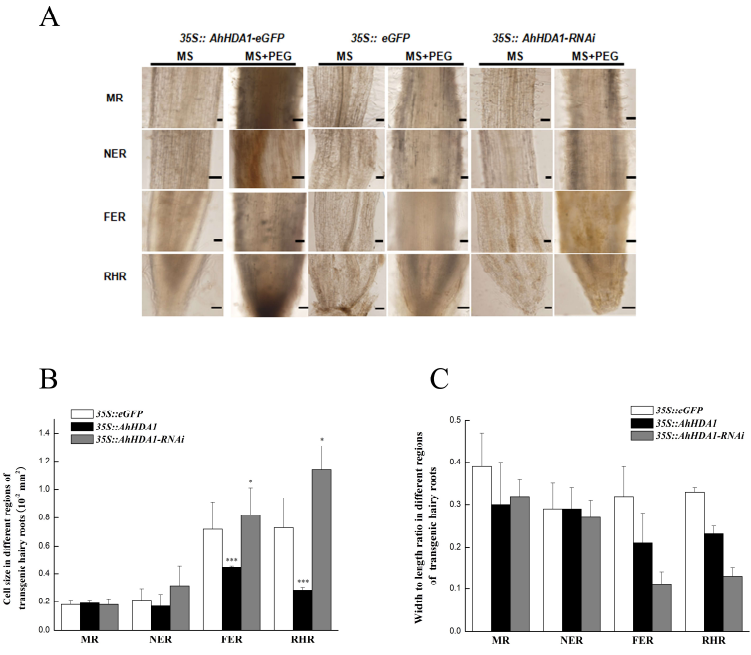 A
35S:: AhHDA1-eGFP 35S:: eGFP 35S:: AhHDA1-RNAi
MS MS+PEG MS MS+PEG MS MS+PEG
MR
NER
FER
RHR
B
35S::eGFP
35S::AhHDA1
35S::AhHDA1-RNAi
Cell size in different regions of
transgenic hairy roots (10² mm²)
1.4
1.2
1.0
0.8
0.6
0.4
0.2
0.0
*** * *** *
MR NER FER RHR
C
35S::eGFP
35S::AhHDA1
35S::AhHDA1-RNAi
Width to length ratio in different regions
of transgenic hairy roots
0.5
0.4
0.3
0.2
0.1
0.0
MR NER FER RHR